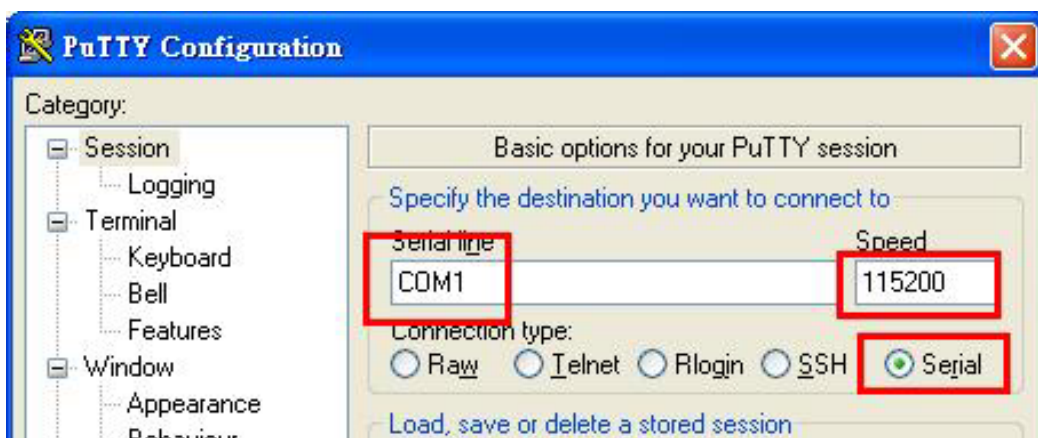 PuTTY Configuration
Category:
Session
Logging
Terminal
Keyboard
Bell
Features
Window
Appearance
Behaviour
Basic options for your PuTTY session
Specify the destination you want to connect to
Serial line Speed
COM1 115200
Connection type:
Raw Telnet Rlogin SSH Serial
Load, save or delete a stored session